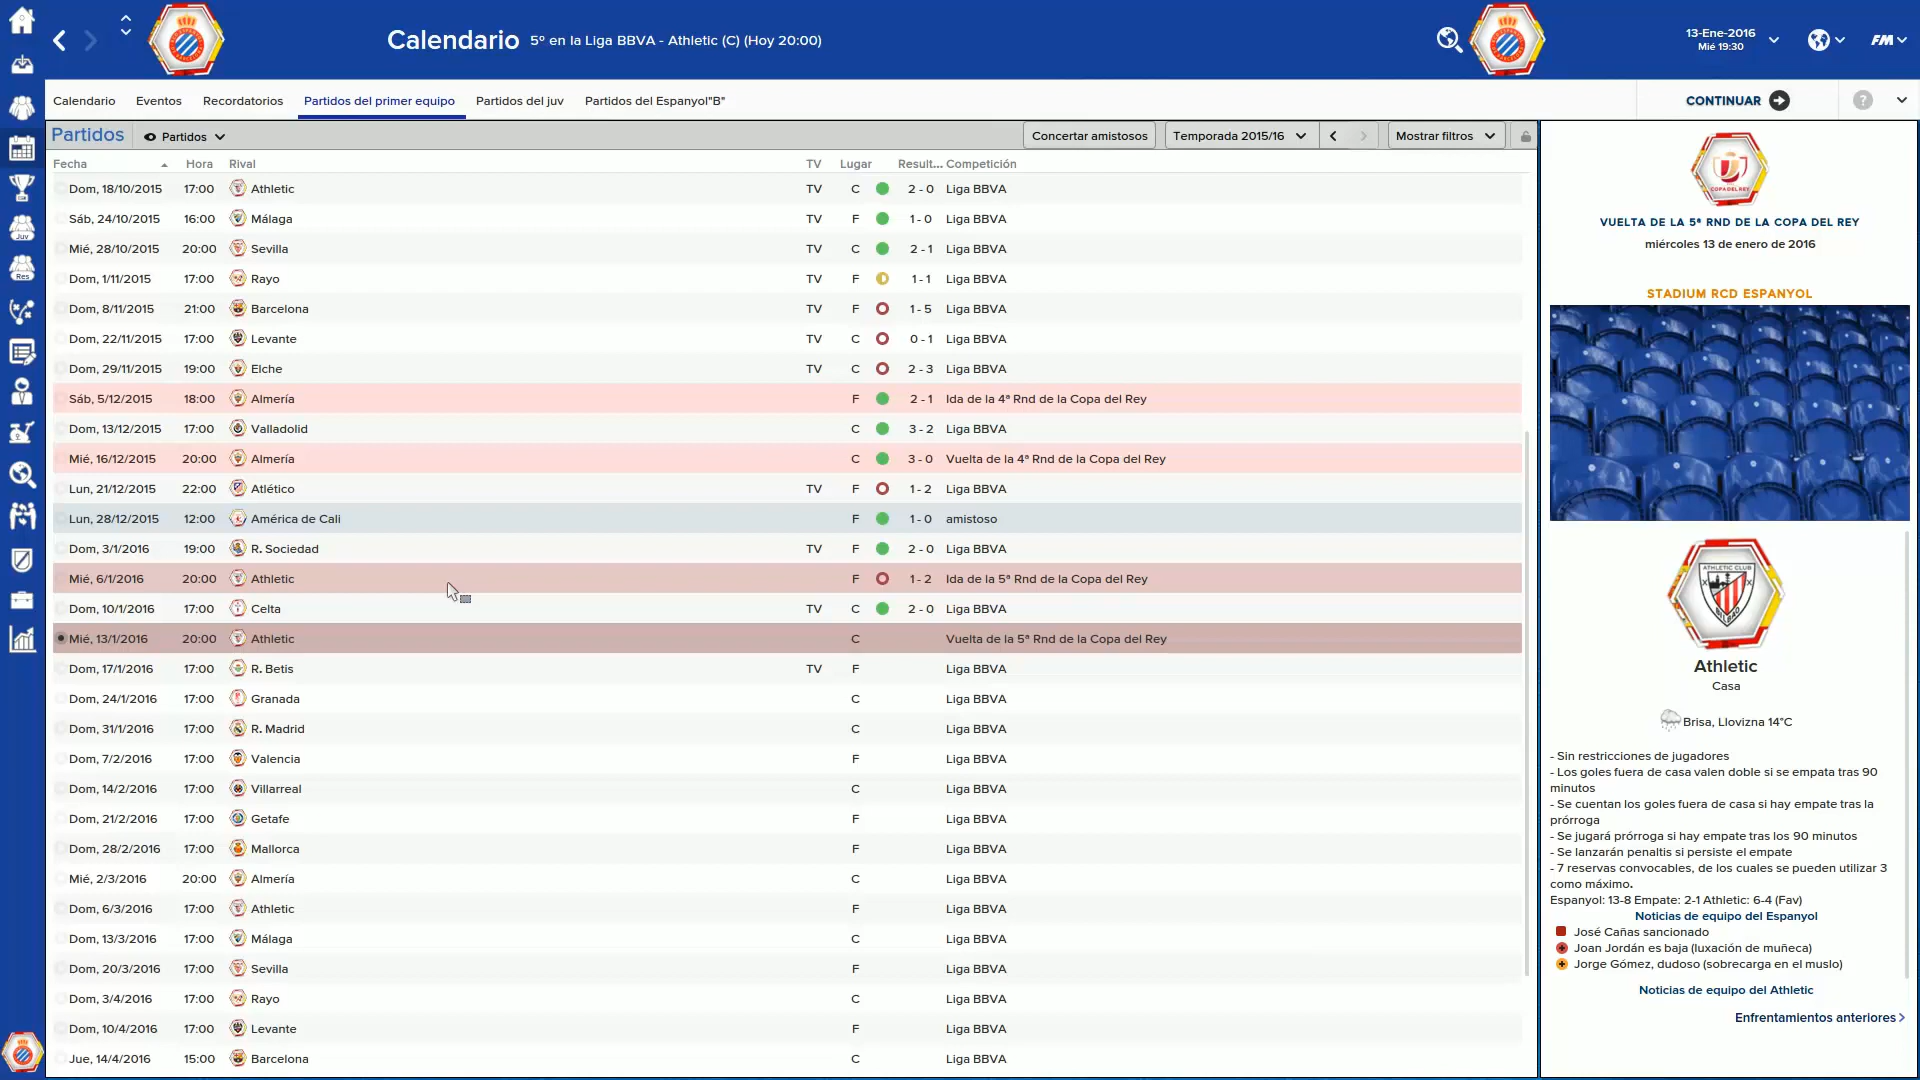 Calendario
5º en la Liga BBVA - Athletic (C) (Hoy 20:00)
13-Ene-2016
Mié 19:30
FM
Calendario Eventos Recordatorios Partidos del primer equipo Partidos del juv Partidos del Espanyol"B"
CONTINUAR
?
Juv
Res
Partidos Partidos Concertar amistosos Temporada 2015/16 Mostrar filtros
Fecha Hora Rival TV Lugar Result... Competición
Dom, 18/10/2015 17:00 Athletic TV C 2 - 0 Liga BBVA
Sáb, 24/10/2015 16:00 Málaga TV F 1 - 0 Liga BBVA
Mié, 28/10/2015 20:00 Sevilla TV C 2 - 1 Liga BBVA
Dom, 1/11/2015 17:00 Rayo TV F 1 - 1 Liga BBVA
Dom, 8/11/2015 21:00 Barcelona TV F 1 - 5 Liga BBVA
Dom, 22/11/2015 17:00 Levante TV C 0 - 1 Liga BBVA
Dom, 29/11/2015 19:00 Elche TV C 2 - 3 Liga BBVA
Sáb, 5/12/2015 18:00 Almería F 2 - 1 Ida de la 4ª Rnd de la Copa del Rey
Dom, 13/12/2015 17:00 Valladolid C 3 - 2 Liga BBVA
Mié, 16/12/2015 20:00 Almería C 3 - 0 Vuelta de la 4ª Rnd de la Copa del Rey
Lun, 21/12/2015 22:00 Atlético TV F 1 - 2 Liga BBVA
Lun, 28/12/2015 12:00 América de Cali F 1 - 0 amistoso
Dom, 3/1/2016 19:00 R. Sociedad TV F 2 - 0 Liga BBVA
Mié, 6/1/2016 20:00 Athletic F 1 - 2 Ida de la 5ª Rnd de la Copa del Rey
Dom, 10/1/2016 17:00 Celta TV C 2 - 0 Liga BBVA
Mié, 13/1/2016 20:00 Athletic C Vuelta de la 5ª Rnd de la Copa del Rey
Dom, 17/1/2016 17:00 R. Betis TV F Liga BBVA
Dom, 24/1/2016 17:00 Granada C Liga BBVA
Dom, 31/1/2016 17:00 R. Madrid C Liga BBVA
Dom, 7/2/2016 17:00 Valencia F Liga BBVA
Dom, 14/2/2016 17:00 Villarreal C Liga BBVA
Dom, 21/2/2016 17:00 Getafe F Liga BBVA
Dom, 28/2/2016 17:00 Mallorca F Liga BBVA
Mié, 2/3/2016 20:00 Almería C Liga BBVA
Dom, 6/3/2016 17:00 Athletic F Liga BBVA
Dom, 13/3/2016 17:00 Málaga C Liga BBVA
Dom, 20/3/2016 17:00 Sevilla F Liga BBVA
Dom, 3/4/2016 17:00 Rayo C Liga BBVA
Dom, 10/4/2016 17:00 Levante F Liga BBVA
Jue, 14/4/2016 15:00 Barcelona C Liga BBVA
COPA DEL REY
VUELTA DE LA 5ª RND DE LA COPA DEL REY
miércoles 13 de enero de 2016
STADIUM RCD ESPANYOL
ATHLETIC CLUB
BILBAO
Athletic
Casa
Brisa, Llovizna 14°C
- Sin restricciones de jugadores
- Los goles fuera de casa valen doble si se empata tras 90
minutos
- Se cuentan los goles fuera de casa si hay empate tras la
prórroga
- Se jugará prórroga si hay empate tras los 90 minutos
- Se lanzarán penaltis si persiste el empate
- 7 reservas convocables, de los cuales se pueden utilizar 3
como máximo.
Espanyol: 13-8 Empate: 2-1 Athletic: 6-4 (Fav)
Noticias de equipo del Espanyol
José Cañas sancionado
Joan Jordán es baja (luxación de muñeca)
Jorge Gómez, dudoso (sobrecarga en el muslo)
Noticias de equipo del Athletic
Enfrentamientos anteriores